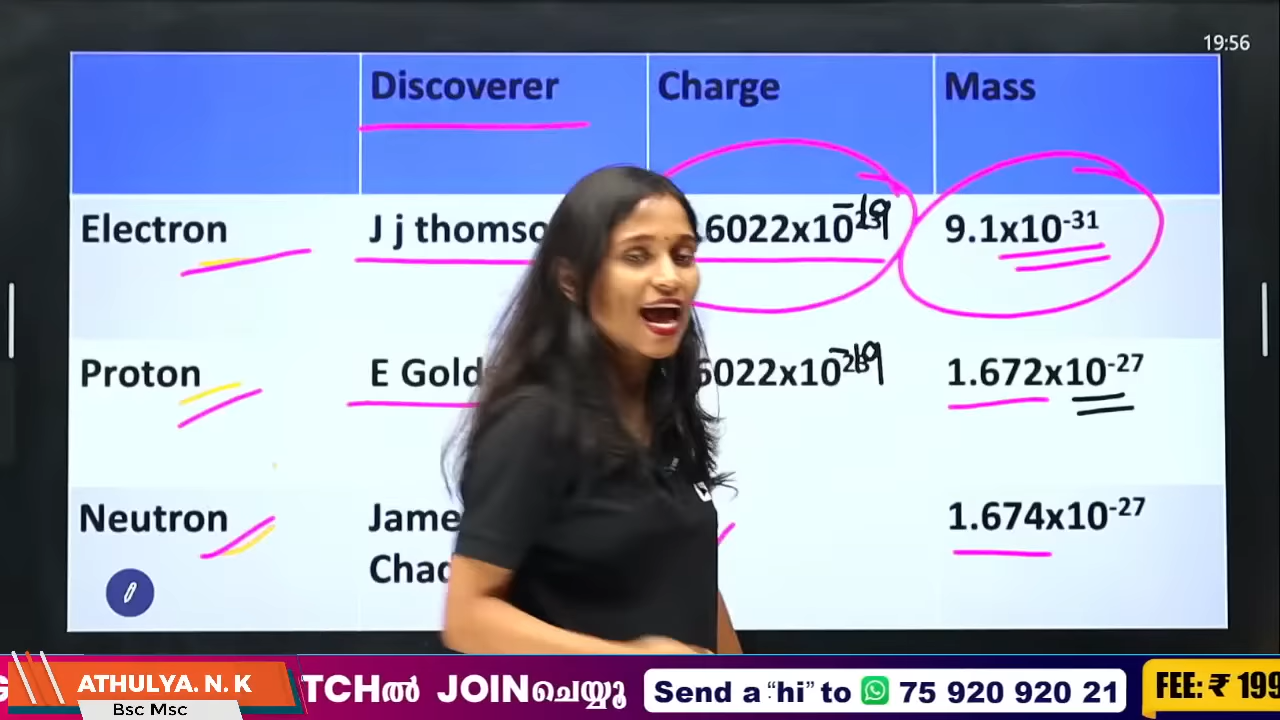 19:56
Discoverer Charge Mass
Electron J j thomso .6022x10 -19 9.1x10-31
Proton E Gold 6022x10 -19 1.672x10-27
Neutron Jame 1.674x10-27
Chad
ATHULYA. N. K
Bsc Msc
TCHൽ JOINചെയ്യൂ Send a “hi” to 75 920 920 21 FEE: ₹ 199